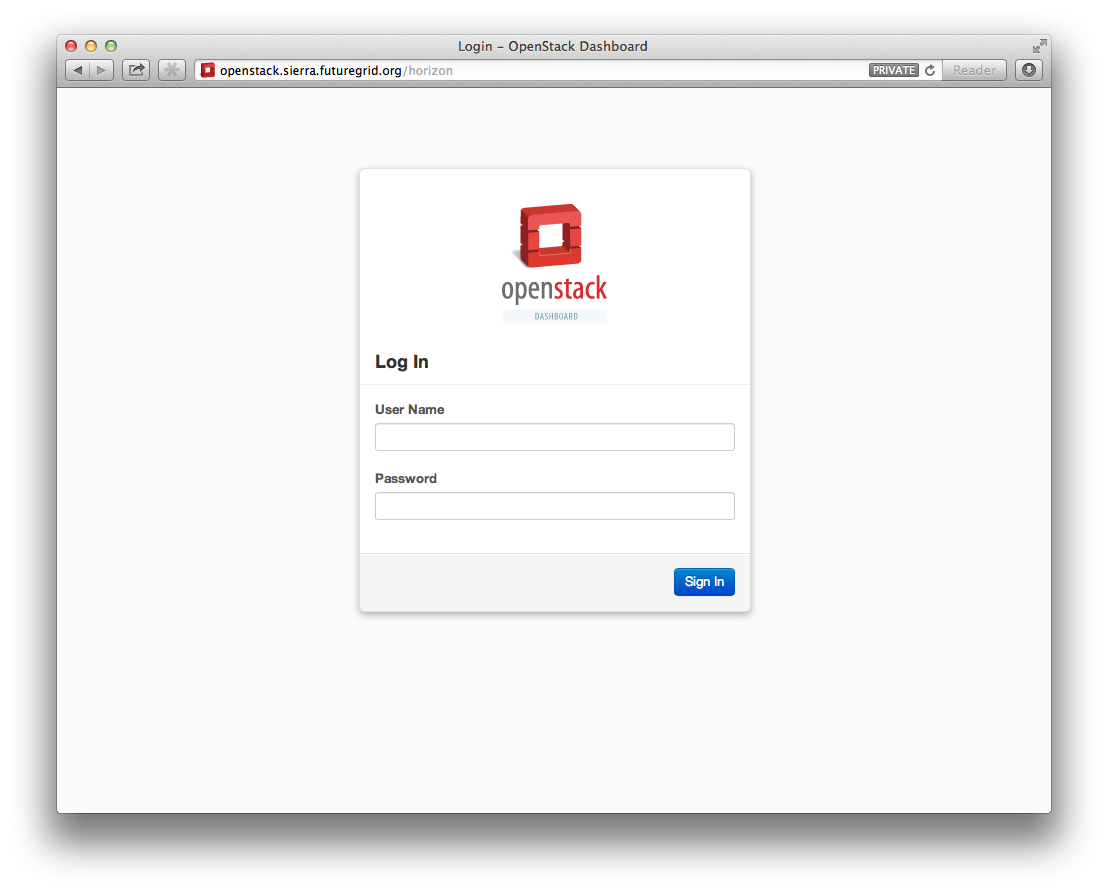 Login – OpenStack Dashboard
openstack.sierra.futuregrid.org/horizon
PRIVATE
Reader
openstack
DASHBOARD
Log In
User Name
Password
Sign In